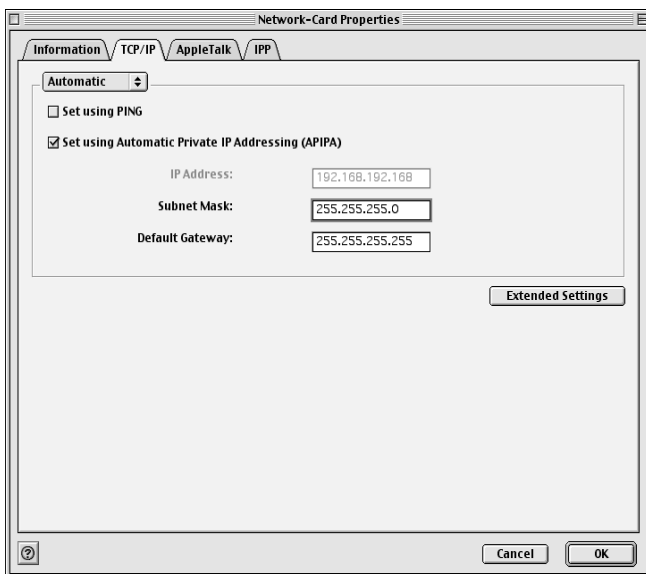 Network-Card Properties
Information TCP/IP AppleTalk IPP
Automatic
Set using PING
Set using Automatic Private IP Addressing (APIPA)
IP Address: 192.168.192.168
Subnet Mask: 255.255.255.0
Default Gateway: 255.255.255.255
Extended Settings
? Cancel OK